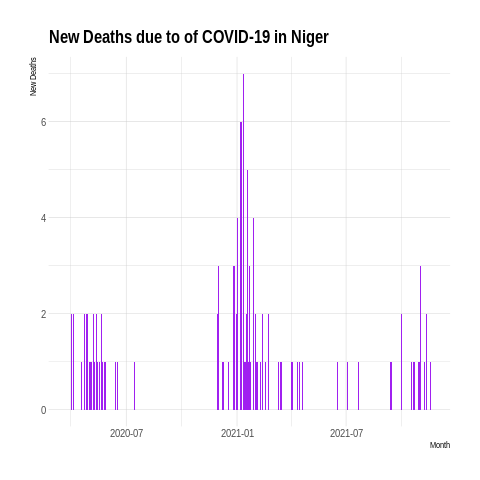 New Deaths due to of COVID-19 in Niger
New Deaths
6
4
2
0
2020-07
2021-01
2021-07
Month